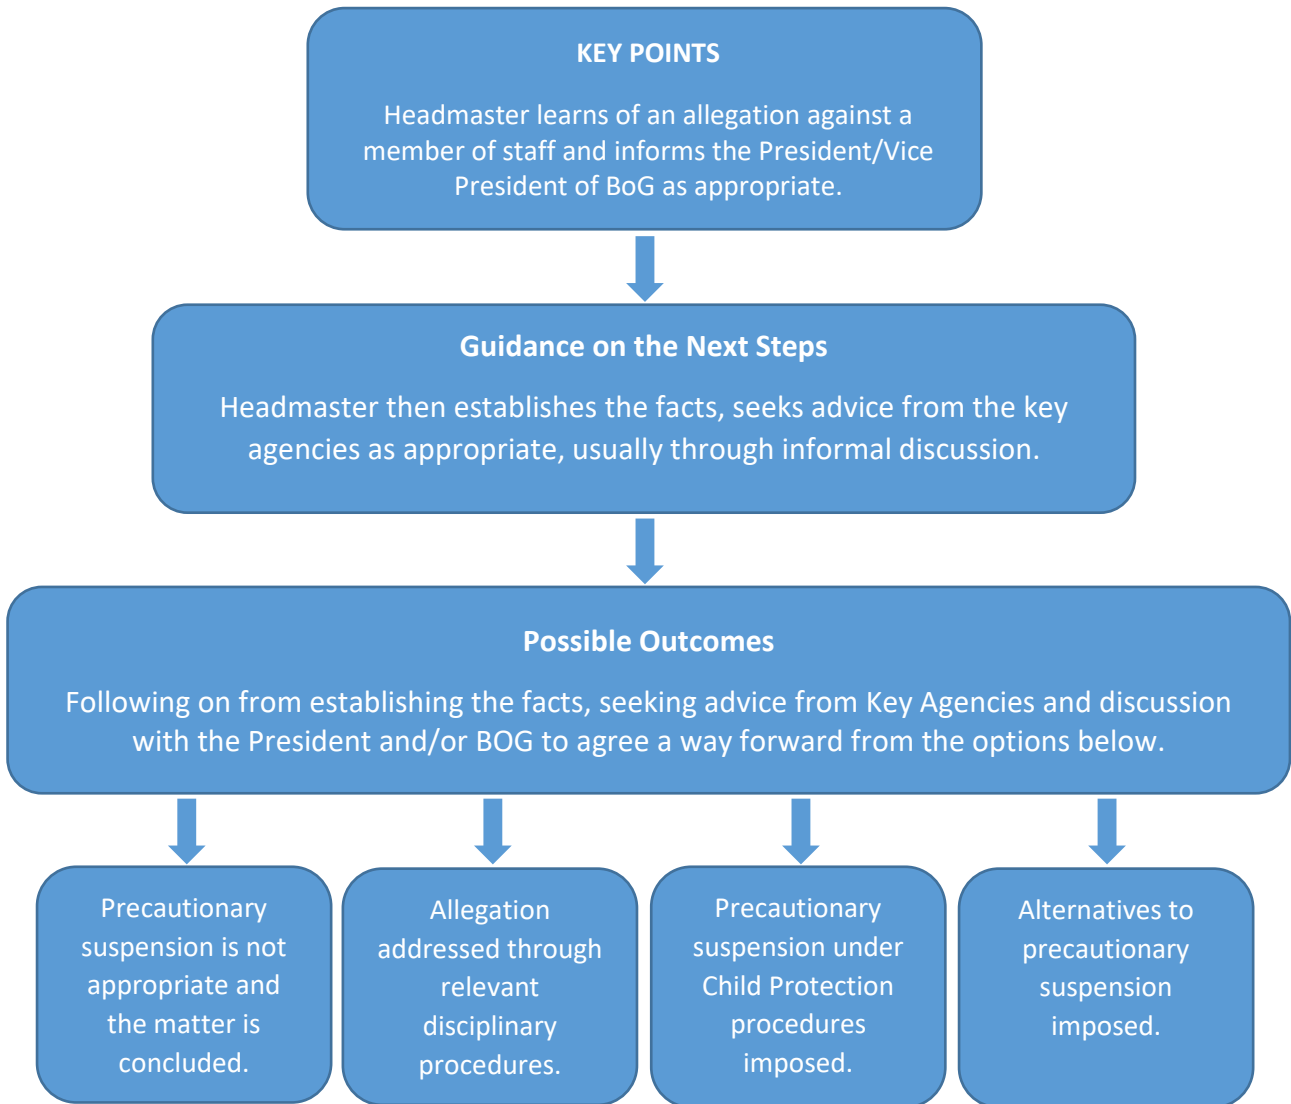 KEY POINTS
Headmaster learns of an allegation against a
member of staff and informs the President/Vice
President of BoG as appropriate.
Guidance on the Next Steps
Headmaster then establishes the facts, seeks advice from the key
agencies as appropriate, usually through informal discussion.
Possible Outcomes
Following on from establishing the facts, seeking advice from Key Agencies and discussion
with the President and/or BOG to agree a way forward from the options below.
Precautionary
suspension is not
appropriate and
the matter is
concluded.
Allegation
addressed through
relevant
disciplinary
procedures.
Precautionary
suspension under
Child Protection
procedures
imposed.
Alternatives to
precautionary
suspension
imposed.